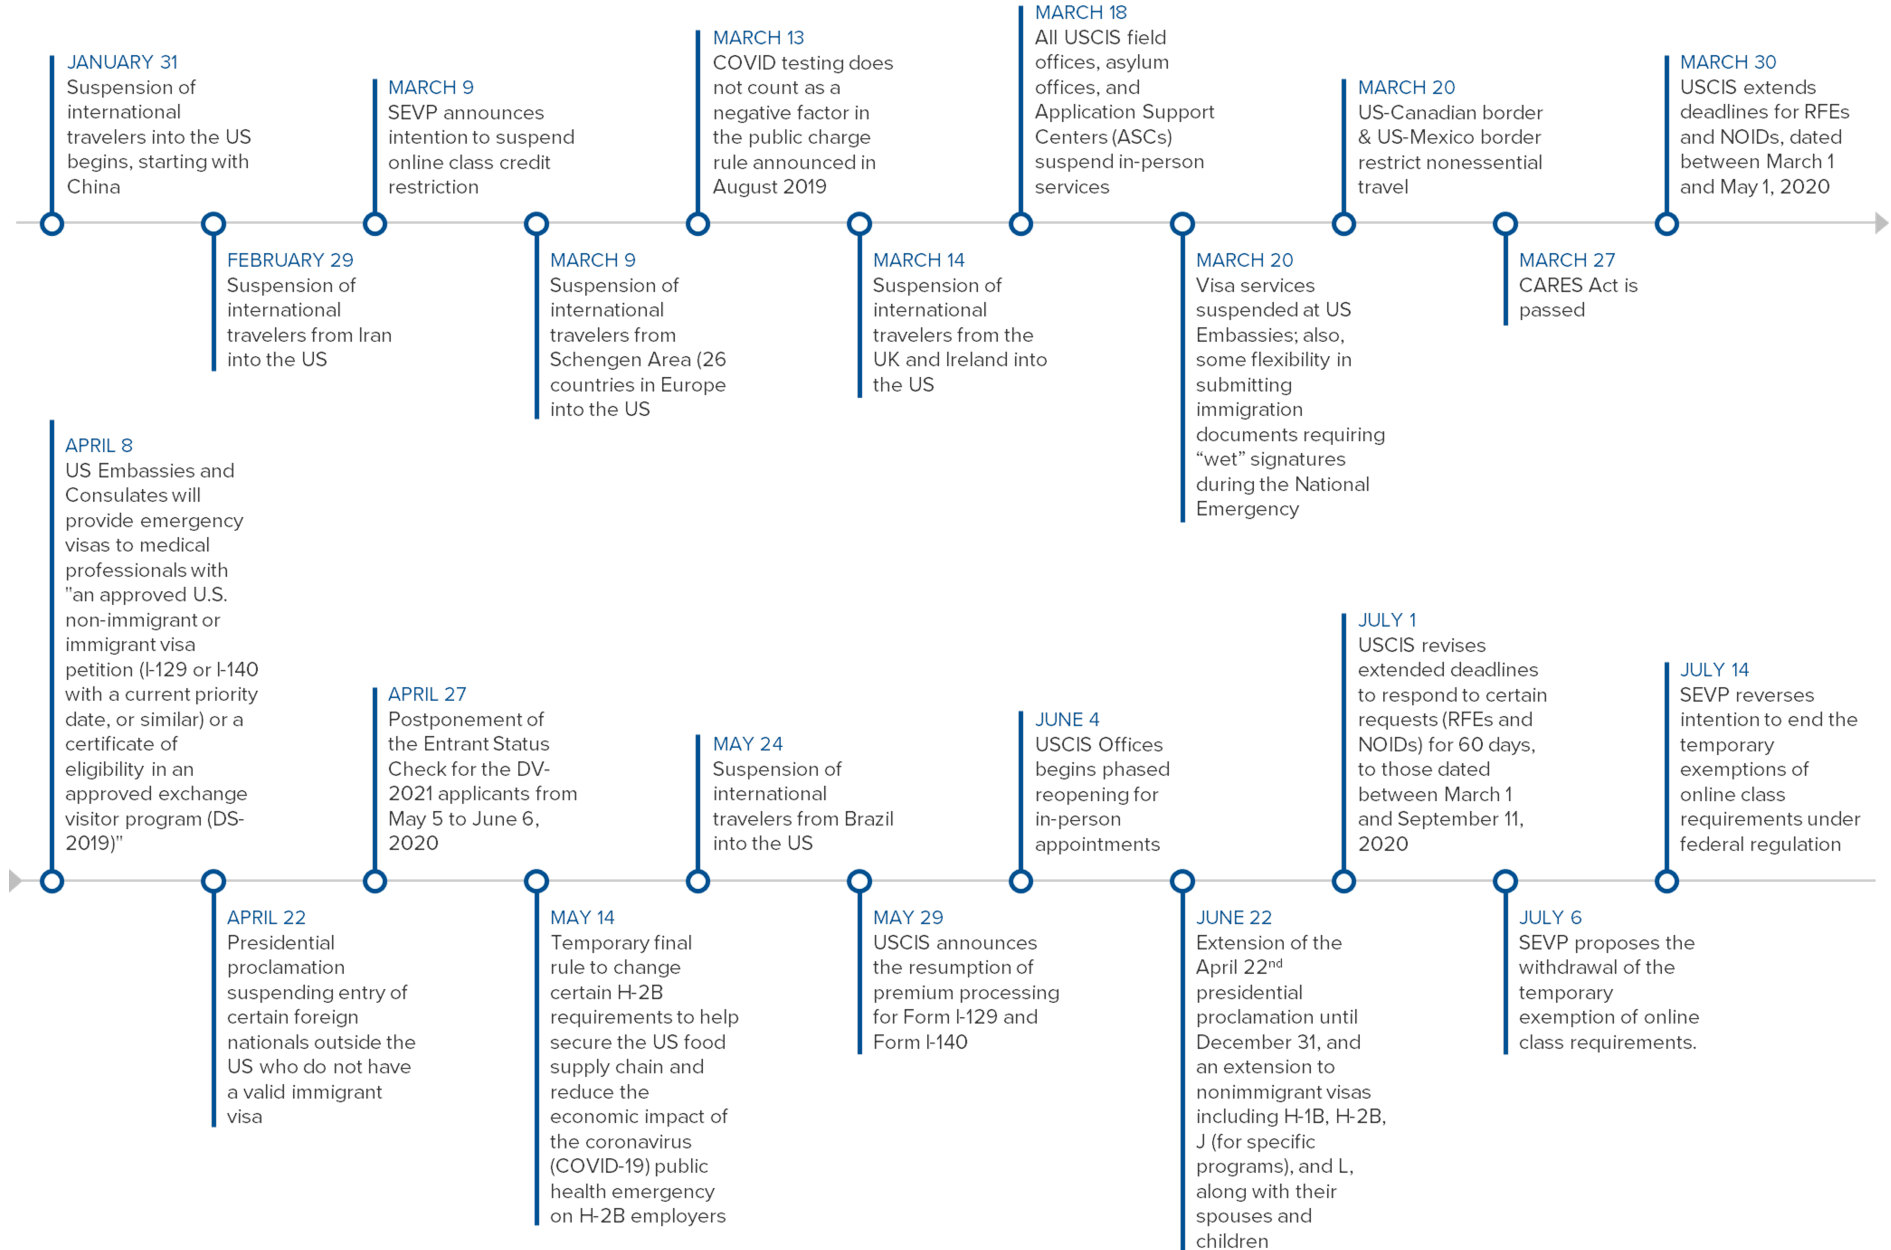 JANUARY 31
Suspension of
international
travelers into the US
begins, starting with
China
FEBRUARY 29
Suspension of
international
travelers from Iran
into the US
MARCH 9
SEVP announces
intention to suspend
online class credit
restriction
MARCH 9
Suspension of
international
travelers from
Schengen Area (26
countries in Europe
into the US
MARCH 13
COVID testing does
not count as a
negative factor in
the public charge
rule announced in
August 2019
MARCH 14
Suspension of
international
travelers from the
UK and Ireland into
the US
MARCH 18
All USCIS field
offices, asylum
offices, and
Application Support
Centers (ASCs)
suspend in-person
services
MARCH 20
Visa services
suspended at US
Embassies; also,
some flexibility in
submitting
immigration
documents requiring
“wet” signatures
during the National
Emergency
MARCH 20
US-Canadian border
& US-Mexico border
restrict nonessential
travel
MARCH 27
CARES Act is
passed
MARCH 30
USCIS extends
deadlines for RFEs
and NOIDs, dated
between March 1
and May 1, 2020
APRIL 8
US Embassies and
Consulates will
provide emergency
visas to medical
professionals with
"an approved U.S.
non-immigrant or
immigrant visa
petition (I-129 or I-140
with a current priority
date, or similar) or a
certificate of
eligibility in an
approved exchange
visitor program (DS-
2019)"
APRIL 22
Presidential
proclamation
suspending entry of
certain foreign
nationals outside the
US who do not have
a valid immigrant
visa
APRIL 27
Postponement of
the Entrant Status
Check for the DV-
2021 applicants from
May 5 to June 6,
2020
MAY 14
Temporary final
rule to change
certain H-2B
requirements to help
secure the US food
supply chain and
reduce the
economic impact of
the coronavirus
(COVID-19) public
health emergency
on H-2B employers
MAY 24
Suspension of
international
travelers from Brazil
into the US
MAY 29
USCIS announces
the resumption of
premium processing
for Form I-129 and
Form I-140
JUNE 4
USCIS Offices
begins phased
reopening for
in-person
appointments
JUNE 22
Extension of the
April 22nd
presidential
proclamation until
December 31, and
an extension to
nonimmigrant visas
including H-1B, H-2B,
J (for specific
programs), and L,
along with their
spouses and
children
JULY 1
USCIS revises
extended deadlines
to respond to certain
requests (RFEs and
NOIDs) for 60 days,
to those dated
between March 1
and September 11,
2020
JULY 6
SEVP proposes the
withdrawal of the
temporary
exemption of online
class requirements.
JULY 14
SEVP reverses
intention to end the
temporary
exemptions of
online class
requirements under
federal regulation